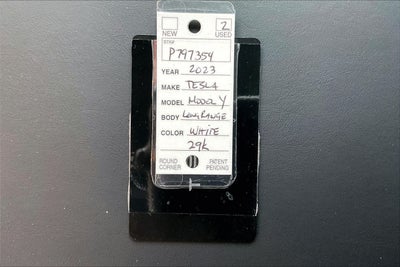 2
NEW USED
STK#
P797354
YEAR 2023
MAKE TESLA
MODEL MODEL Y
BODY LONG RANGE
COLOR WHITE
29K
ROUND PATENT
CORNER PENDING